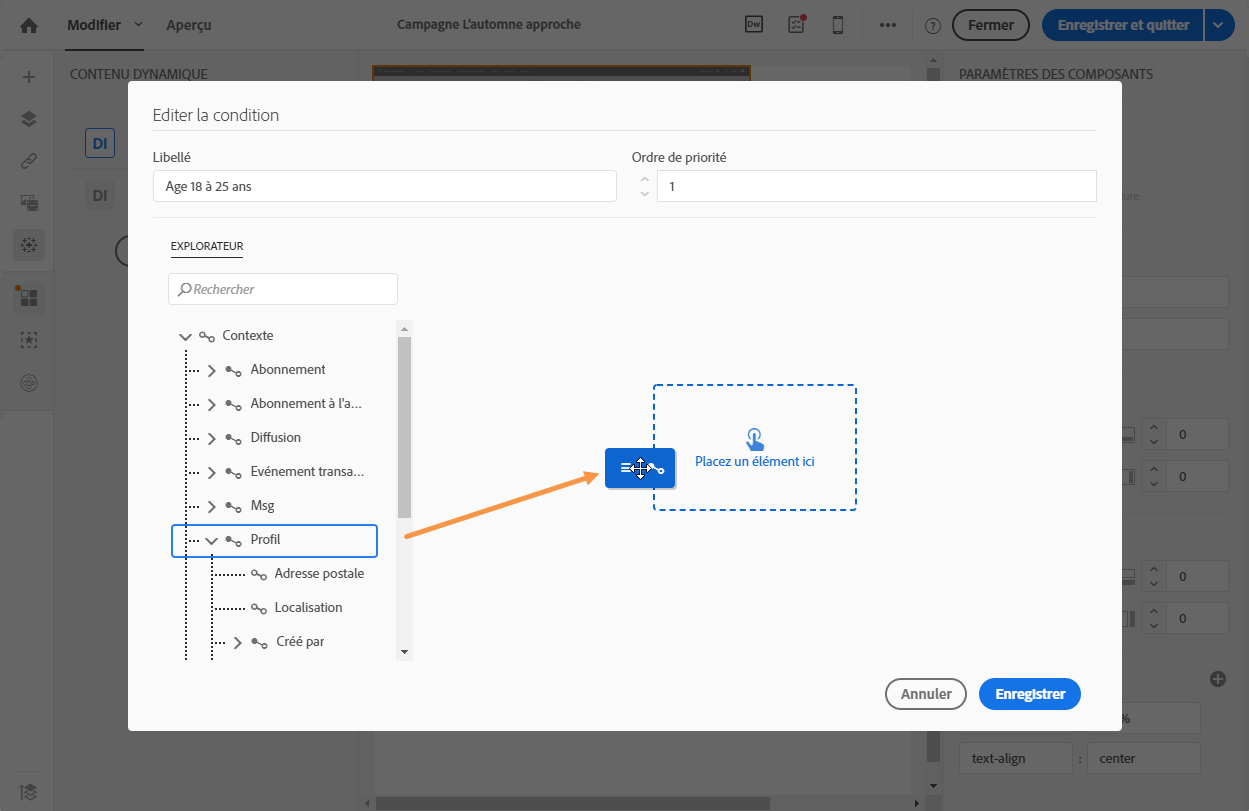 Modifier
Aperçu
Campagne L'automne approche
Dw
?
Fermer
Enregistrer et quitter
CONTENU DYNAMIQUE
PARAMÈTRES DES COMPOSANTS
DI
DI
Editer la condition
Libellé
Ordre de priorité
Age 18 à 25 ans
1
EXPLORATEUR
Rechercher
Contexte
Abonnement
Abonnement à l'a...
Diffusion
Evénement transa...
Msg
Profil
Adresse postale
Localisation
Créé par
Placez un élément ici
0
0
0
0
Annuler
Enregistrer
%
text-align
:
center